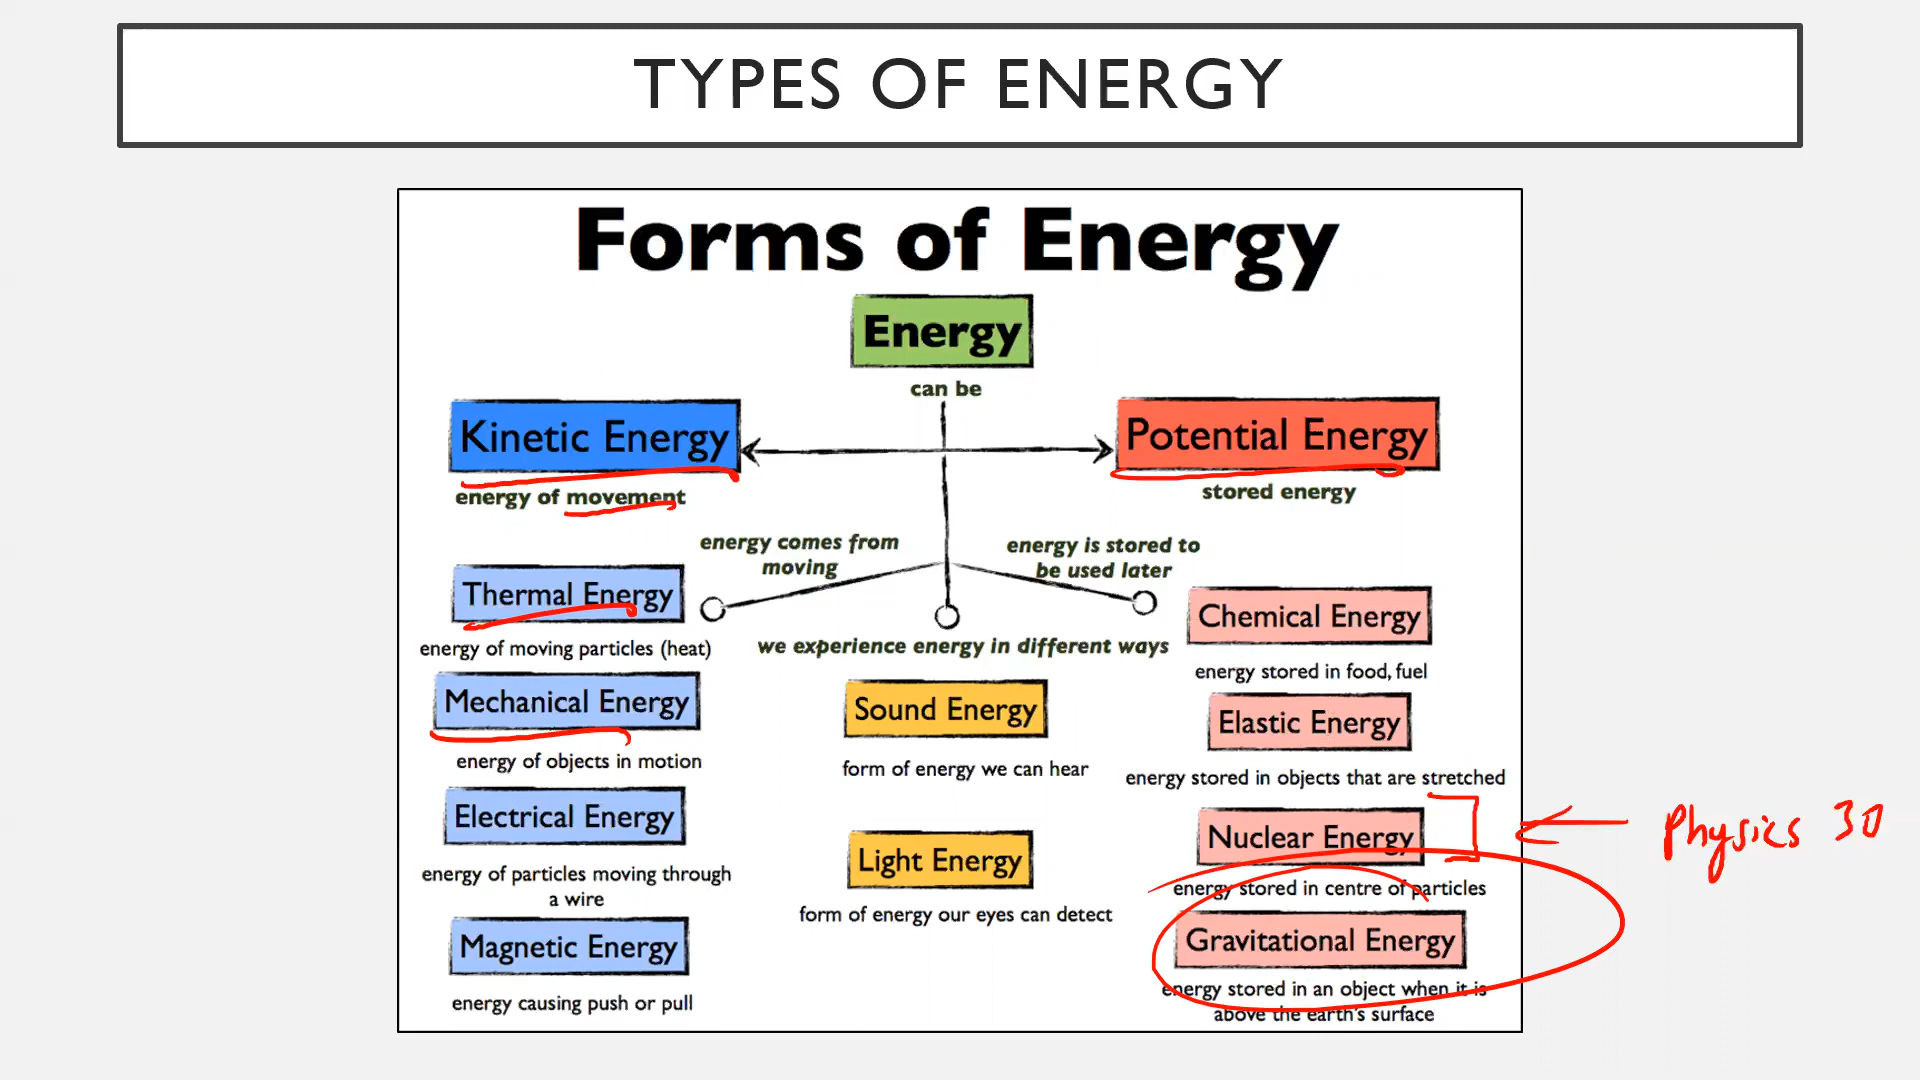 TYPES OF ENERGY
Forms of Energy
Energy
can be
Kinetic Energy
energy of movement
Potential Energy
stored energy
energy comes from
moving
energy is stored to
be used later
we experience energy in different ways
Thermal Energy
energy of moving particles (heat)
Mechanical Energy
energy of objects in motion
Electrical Energy
energy of particles moving through
a wire
Magnetic Energy
energy causing push or pull
Sound Energy
form of energy we can hear
Light Energy
form of energy our eyes can detect
Chemical Energy
energy stored in food, fuel
Elastic Energy
energy stored in objects that are stretched
Nuclear Energy
energy stored in centre of particles
Gravitational Energy
energy stored in an object when it is
above the earth's surface
Physics 30